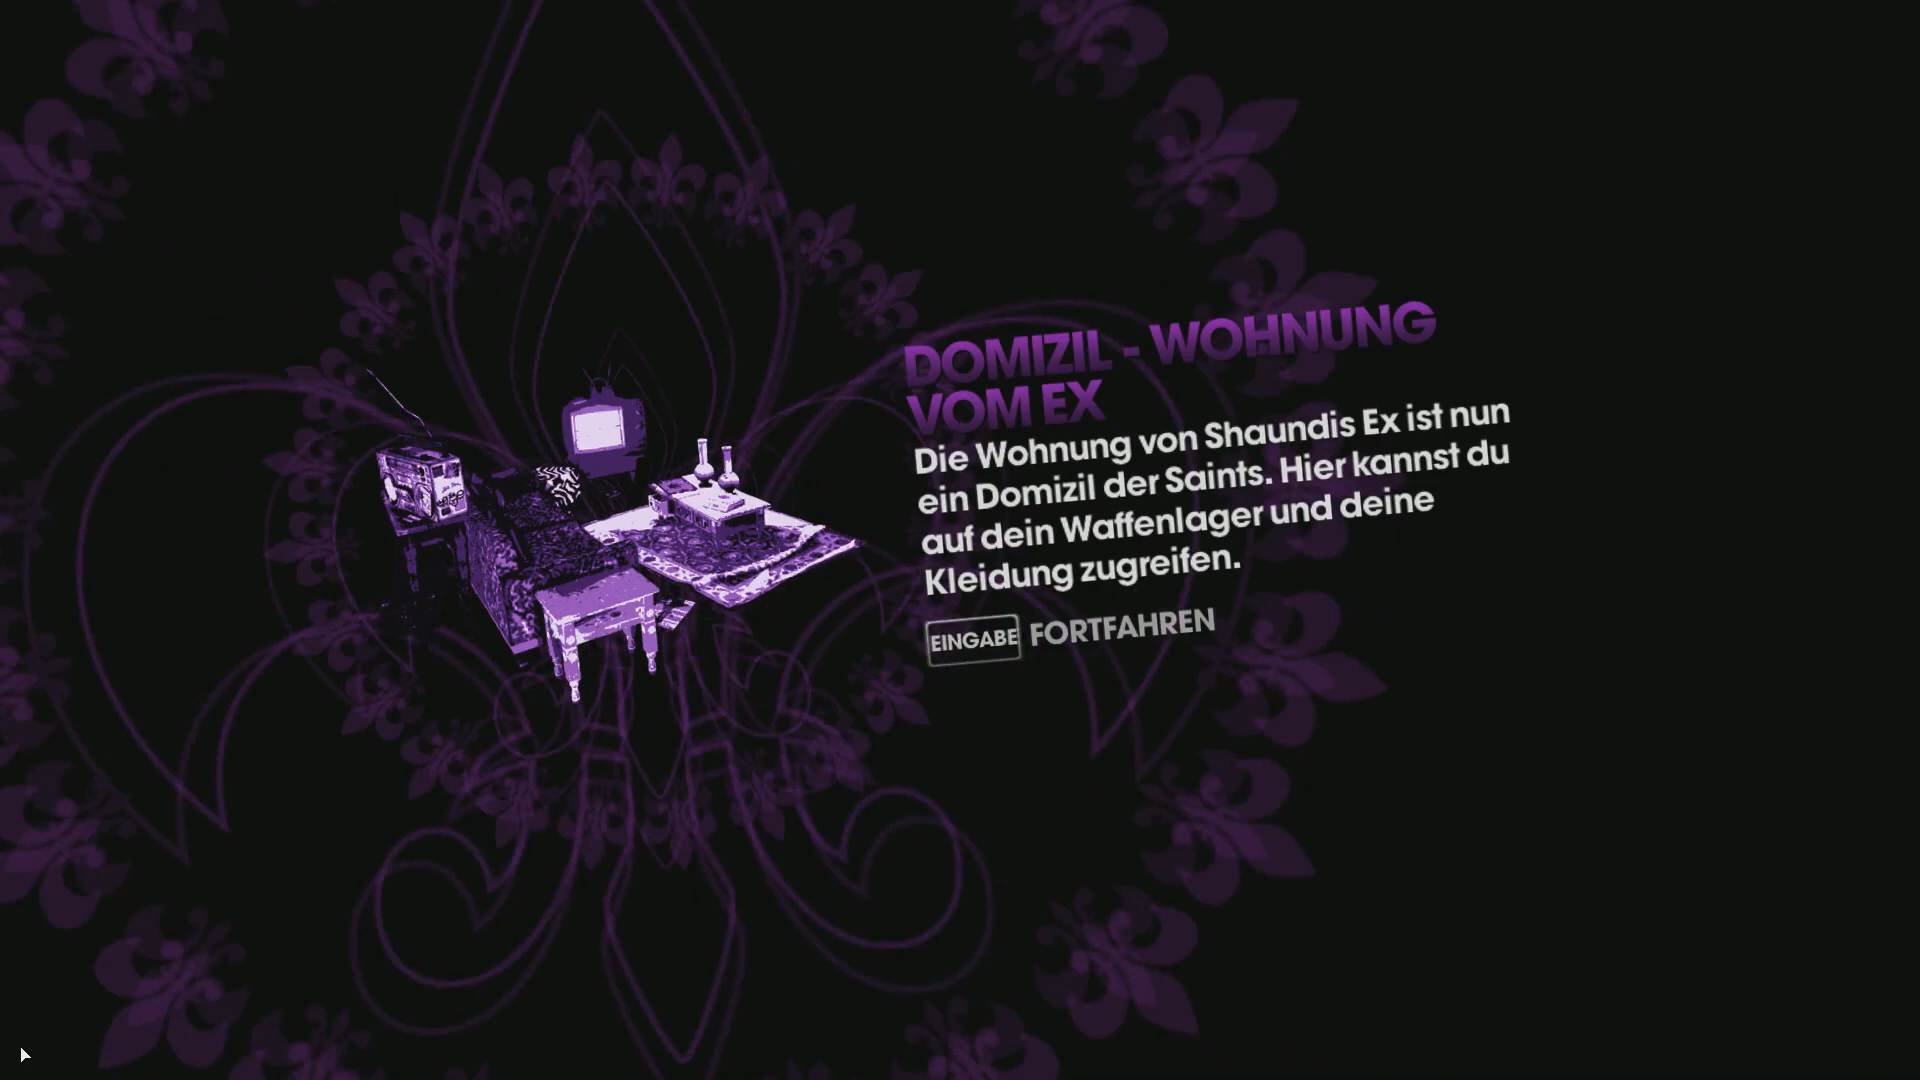 DOMIZIL - WOHNUNG
VOM EX
Die Wohnung von Shaundis Ex ist nun
ein Domizil der Saints. Hier kannst du
auf dein Waffenlager und deine
Kleidung zugreifen.
EINGABE FORTFAHREN